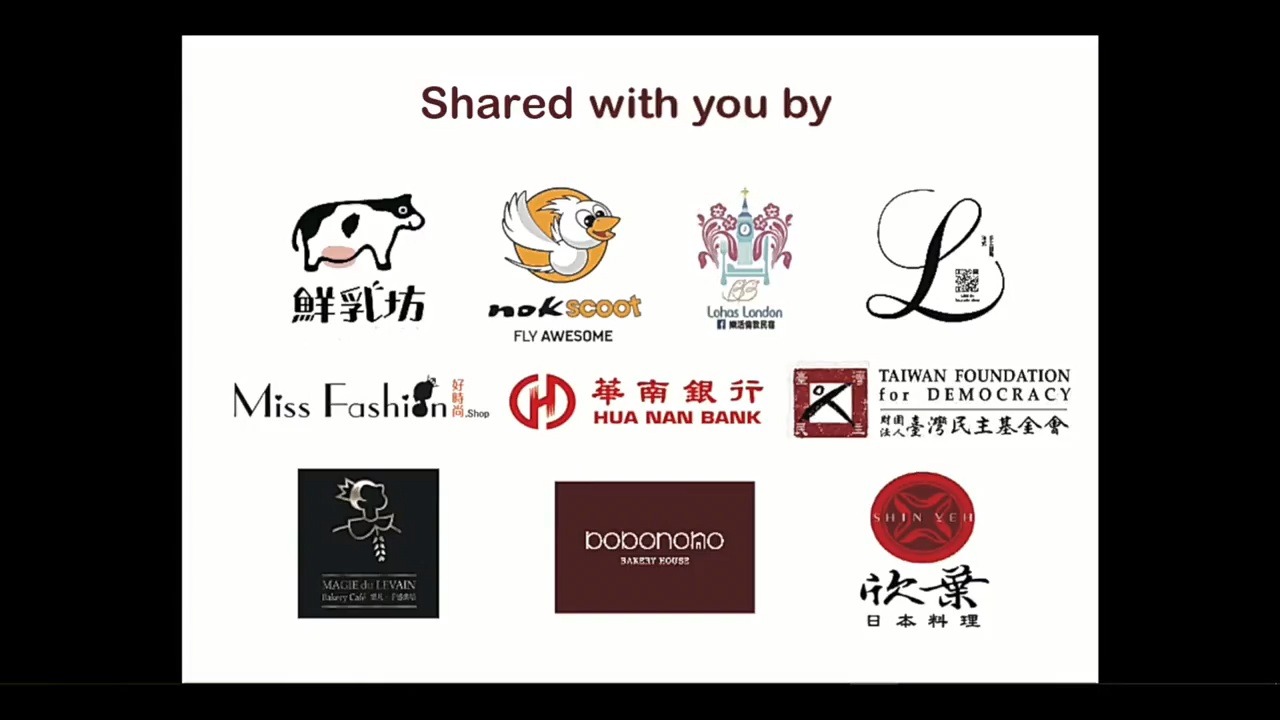 Shared with you by
鮮乳坊
nok scoot
FLY AWESOME
Lohas London
樂活倫敦民宿
L
Miss Fashion
好時尚
.Shop
華南銀行
HUA NAN BANK
臺灣
TAIWAN FOUNDATION
for DEMOCRACY
財團法人
臺灣民主基金會
MAGIE du LEVAIN
Bakery Café
bobonono
BAKERY HOUSE
SHIN YEH
欣葉
日本料理